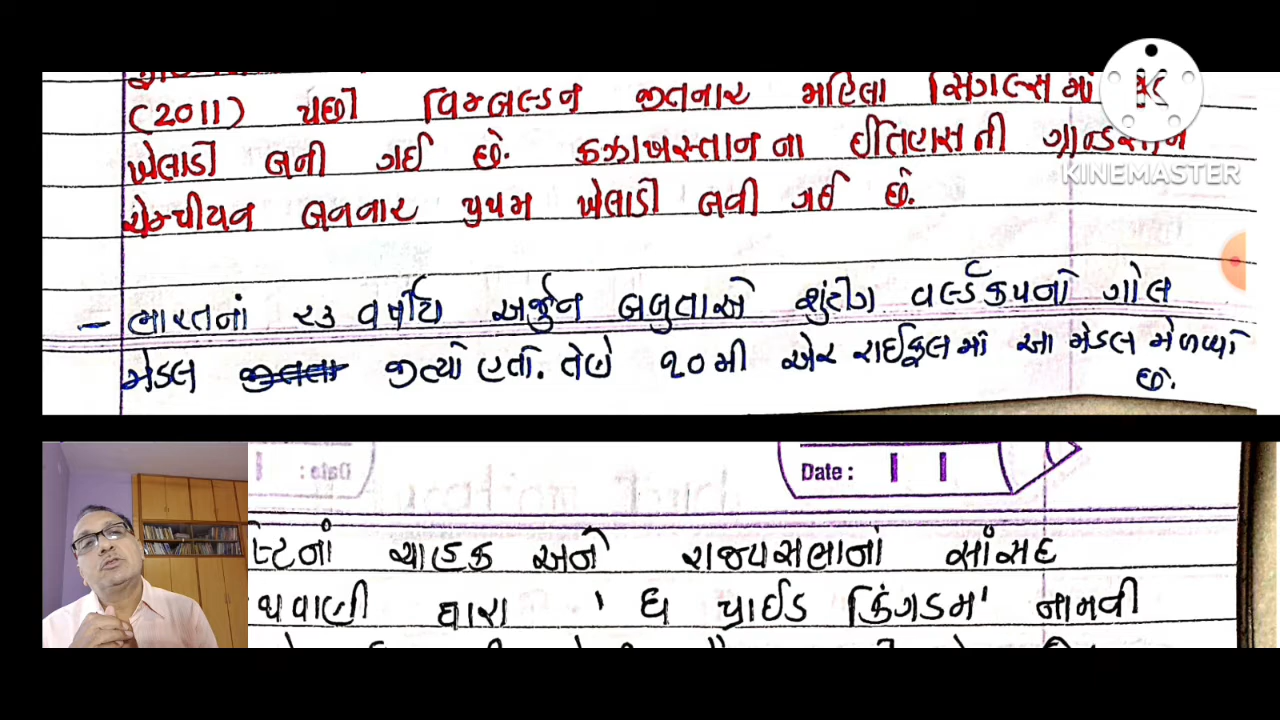 (2011) પછી વિમ્બલ્ડન જીતનાર મહિલા સિંગલ્સમાં
ખેલાડી બની ગઈ છે. કઝાખસ્તાનના ઈતિહાસની ગ્રાન્ડસ્લામ
KINEMASTER
ચેમ્પીયન બનનાર પ્રથમ ખેલાડી બની ગઈ છે.
- ભારતનાં ૨૩ વર્ષીય અર્જુન બબુતાએ શુંટીંગ વર્લ્ડકપનો ગોલ
મેડલ જીત્યો હતો. તેણે ૧૦મી એર રાઈફલમાં આ મેડલ મેળવ્યો
છે.
Date :
ચાહક અને રાજ્યસભાનાં સાંસદ
દ્વારા ' ધ પ્રાઈડ કિંગડમ' નામની